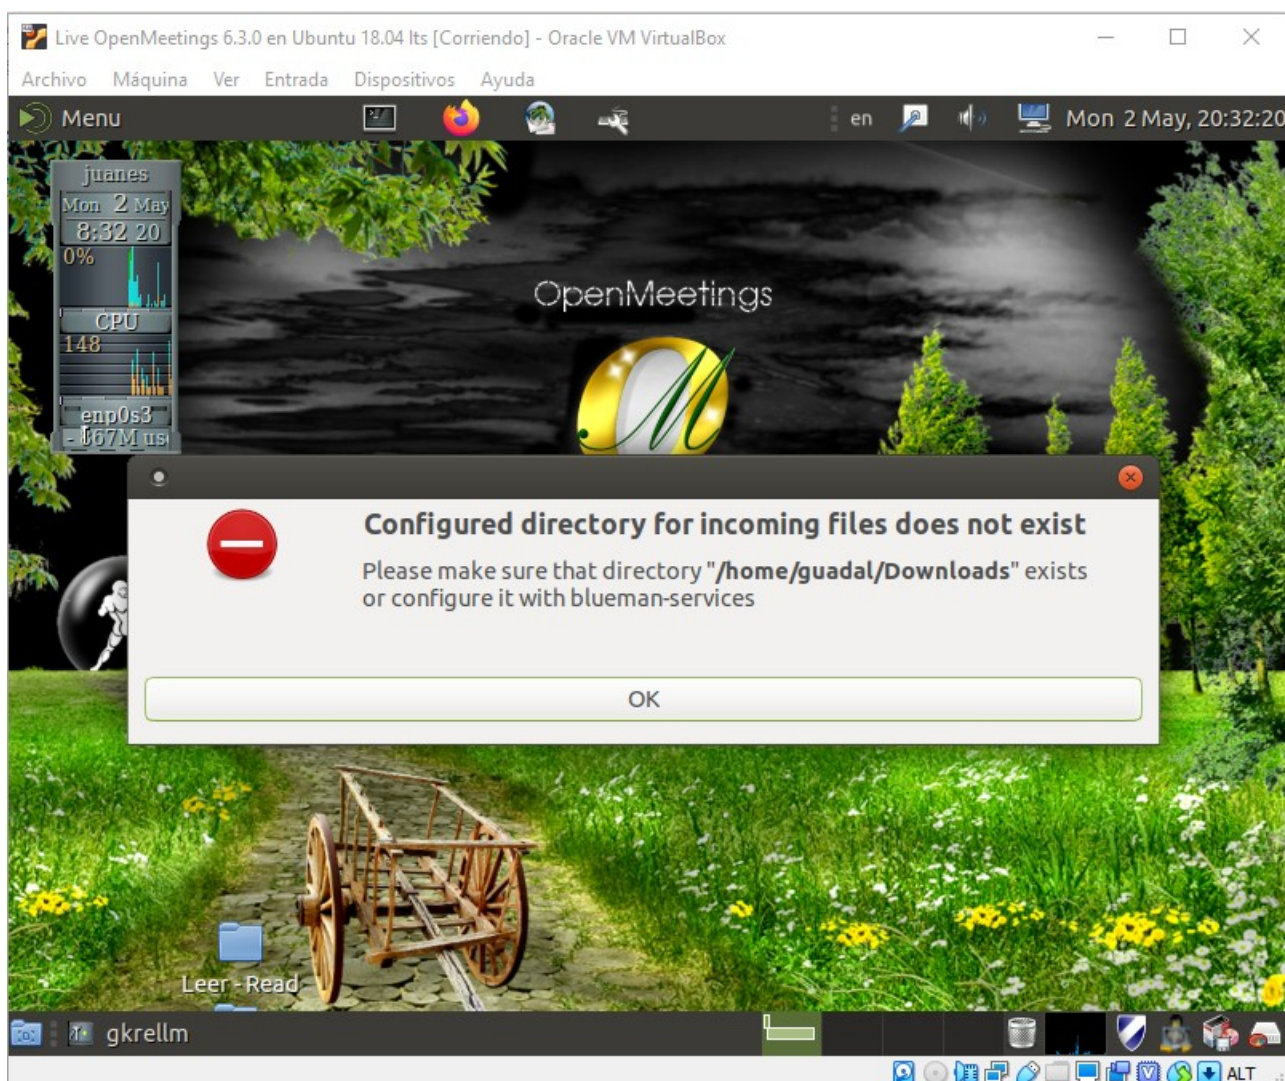 Live OpenMeetings 6.3.0 en Ubuntu 18.04 lts [Corriendo] - Oracle VM VirtualBox
Archivo Máquina Ver Entrada Dispositivos Ayuda
Menu en Mon 2 May, 20:32:20
juanes
Mon 2 May
8:32 20
0%
CPU
148
enp0s3
- 867M use
OpenMeetings
OM
Configured directory for incoming files does not exist
Please make sure that directory "/home/guadal/Downloads" exists
or configure it with blueman-services
OK
Leer - Read
gkrellm
ALT